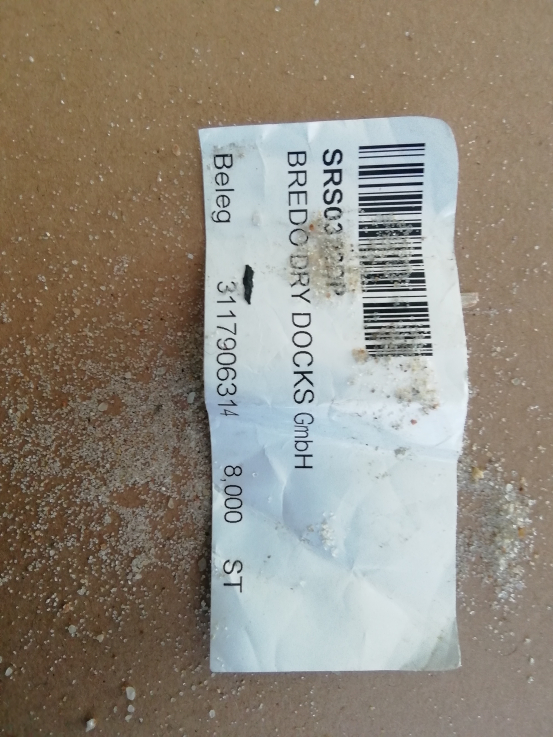 BREDO DRY DOCKS GmbH
Beleg 3117906314 8,000 ST